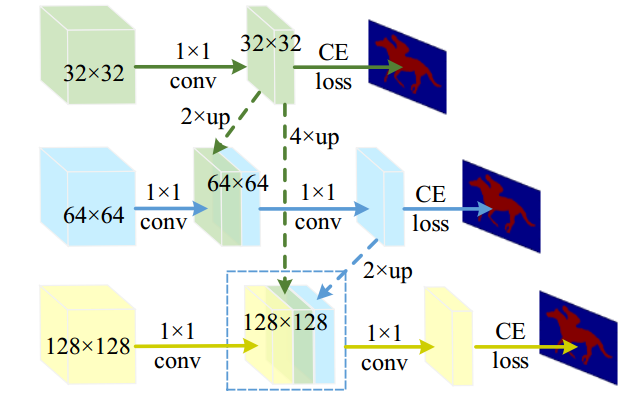 32×32
1×1
conv
32×32
CE
loss
2×up
4×up
64×64
1×1
conv
64×64
1×1
conv
CE
loss
2×up
128×128
1×1
conv
128×128
1×1
conv
CE
loss